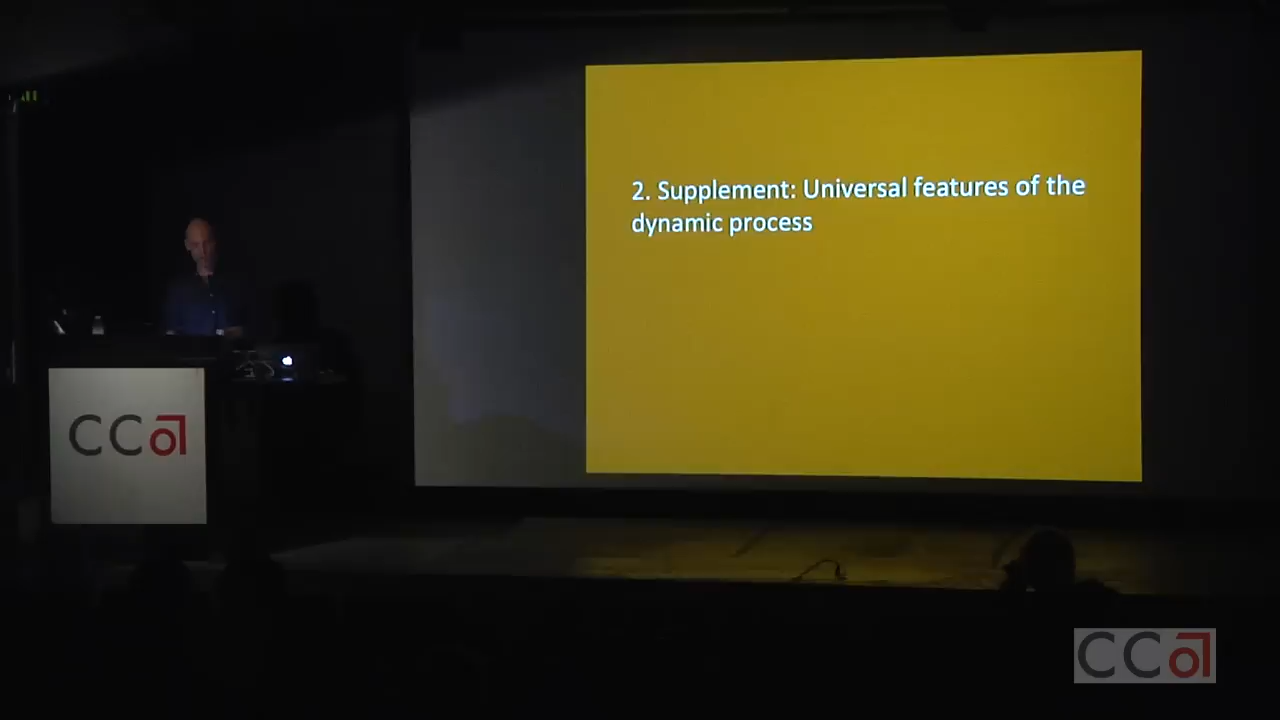 2. Supplement: Universal features of the
dynamic process
CCa
CCa